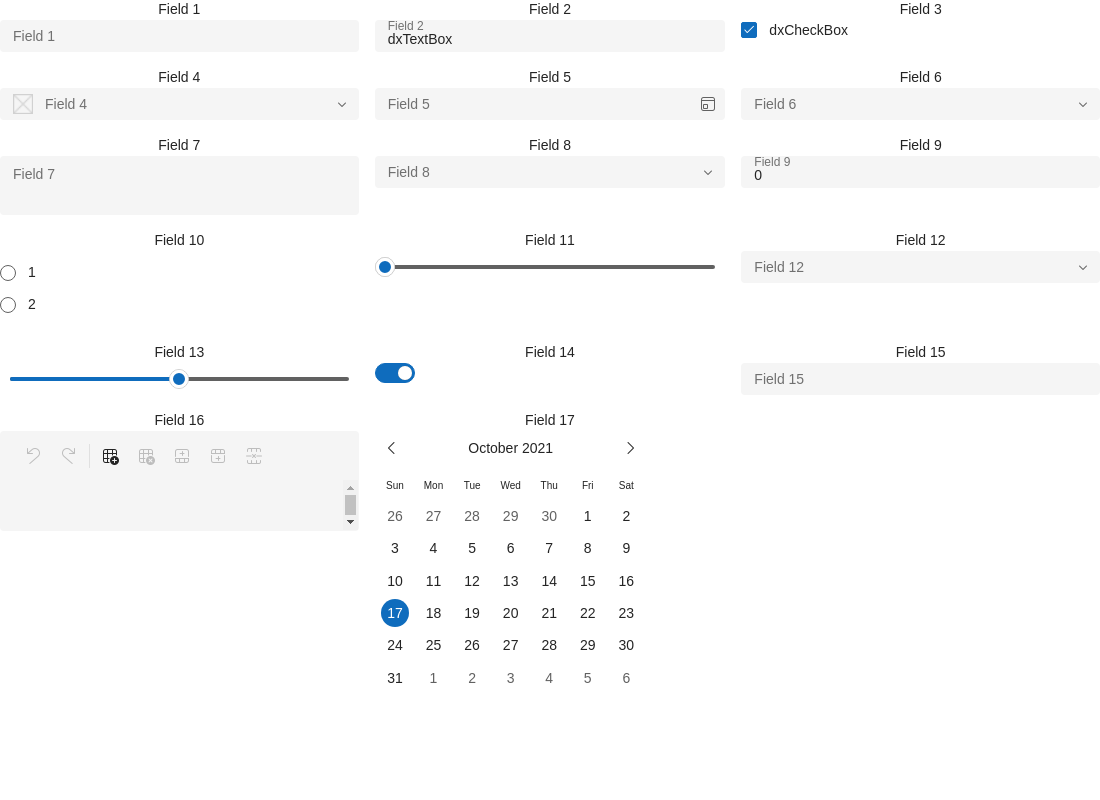 Field 1 Field 2 Field 3
Field 1
Field 2
dxTextBox
dxCheckBox
Field 4 Field 5 Field 6
Field 4 Field 5 Field 6
Field 7 Field 8 Field 9
Field 7
Field 8
Field 9
0
Field 10 Field 11 Field 12
1
2
Field 12
Field 13 Field 14 Field 15
Field 15
Field 16 Field 17
October 2021
Sun Mon Tue Wed Thu Fri Sat
26 27 28 29 30 1 2
3 4 5 6 7 8 9
10 11 12 13 14 15 16
17 18 19 20 21 22 23
24 25 26 27 28 29 30
31 1 2 3 4 5 6